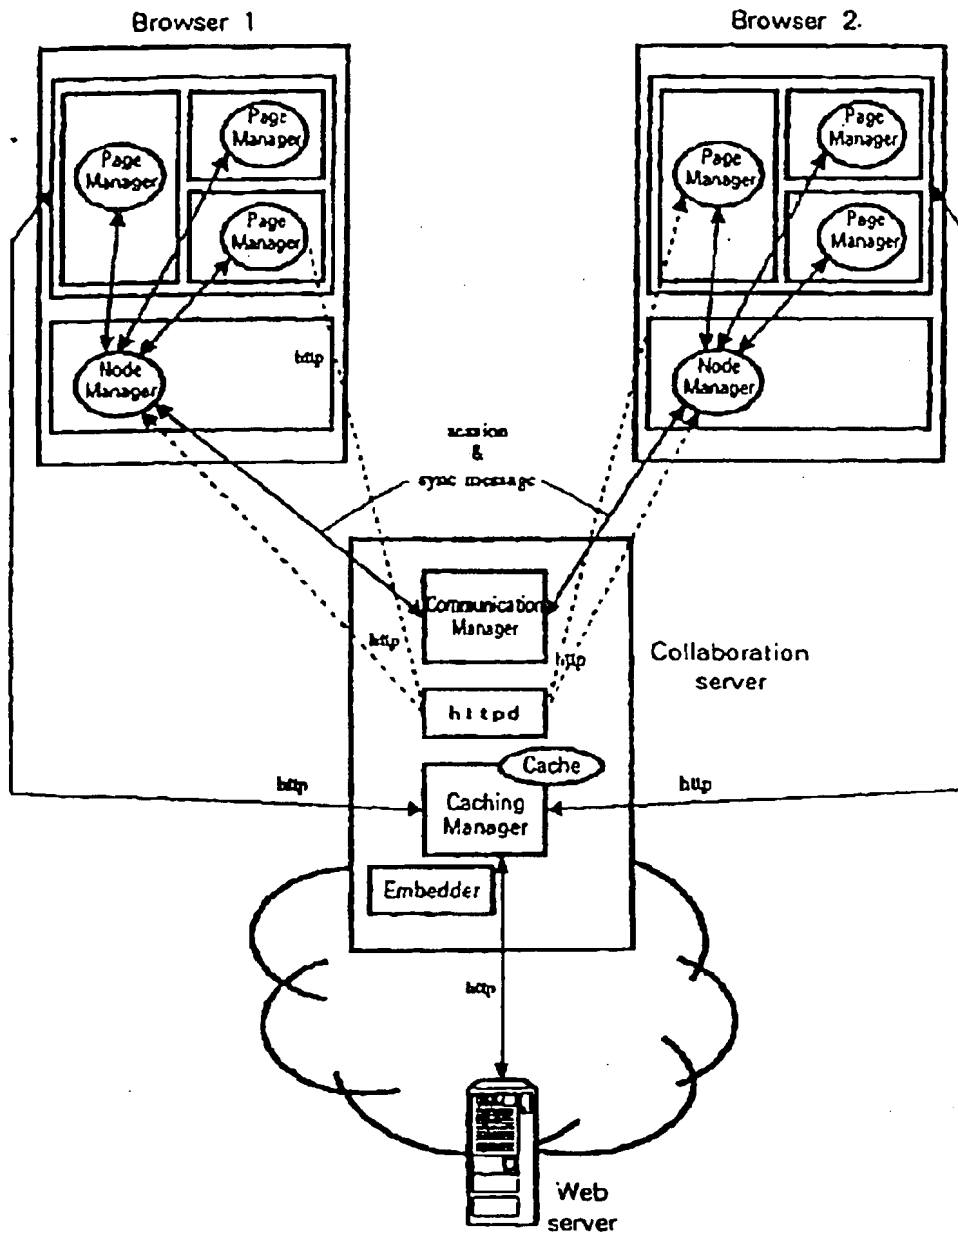 Browser 1
Browser 2.
Page
Manager
Page
Manager
Page
Manager
Node
Manager
Page
Manager
Page
Manager
Page
Manager
Node
Manager
http
session
&
sync message
Communication
Manager
http
http
httpd
Collaboration
server
Cache
Caching
Manager
http
http
Embedder
http
Web
server